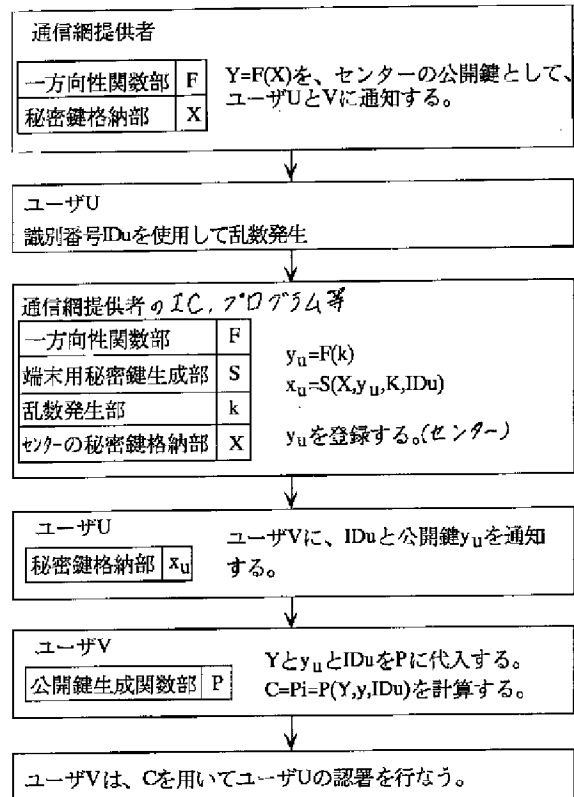 通信網提供者
一方向性関数部 F
秘密鍵格納部 X
Y=F(X)を、センターの公開鍵として、
ユーザUとVに通知する。
ユーザU
識別番号IDuを使用して乱数発生
通信網提供者のIC，プログラム等
一方向性関数部 F
端末用秘密鍵生成部 S
乱数発生部 k
センターの秘密鍵格納部 X
yu=F(k)
xu=S(X,yu,K,IDu)
yuを登録する。(センター)
ユーザU
秘密鍵格納部 xu
ユーザVに、IDuと公開鍵yuを通知
する。
ユーザV
公開鍵生成関数部 P
YとyuとIDuをPに代入する。
C=Pi=P(Y,y,IDu)を計算する。
ユーザVは、Cを用いてユーザUの認署を行なう。